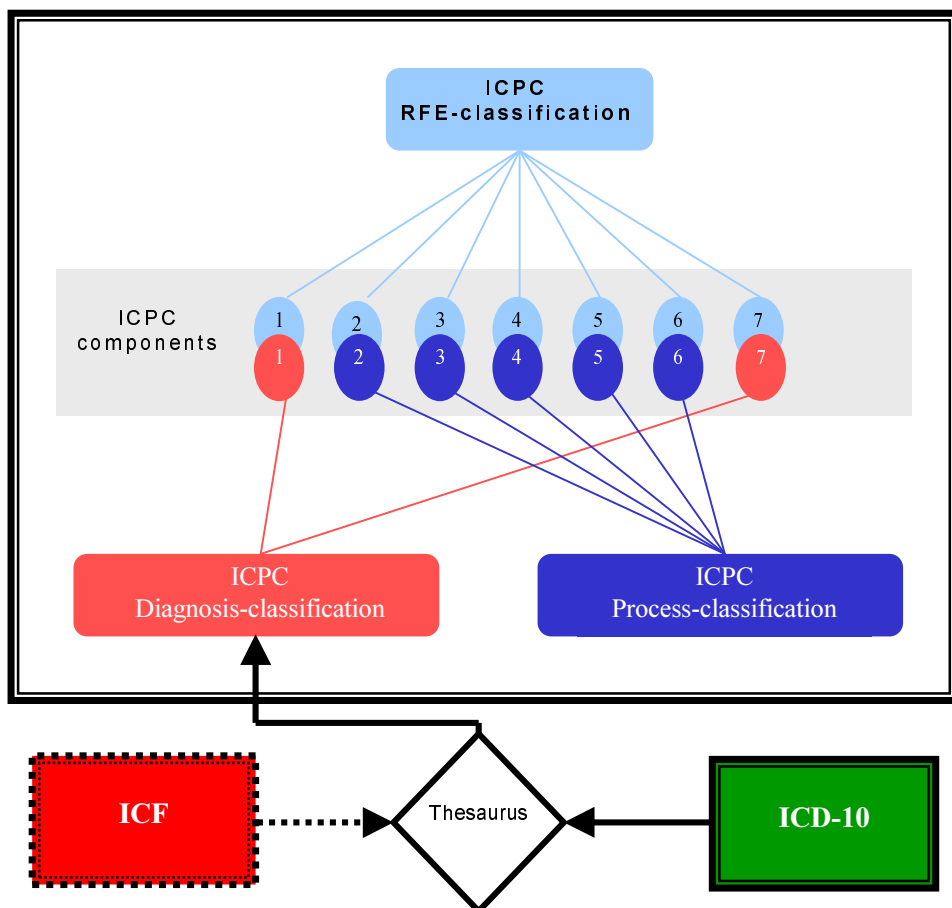 ICPC
RFE-classification
ICPC
components
1 2 3 4 5 6 7
1 2 3 4 5 6 7
ICPC
Diagnosis-classification
ICPC
Process-classification
ICF
Thesaurus
ICD-10